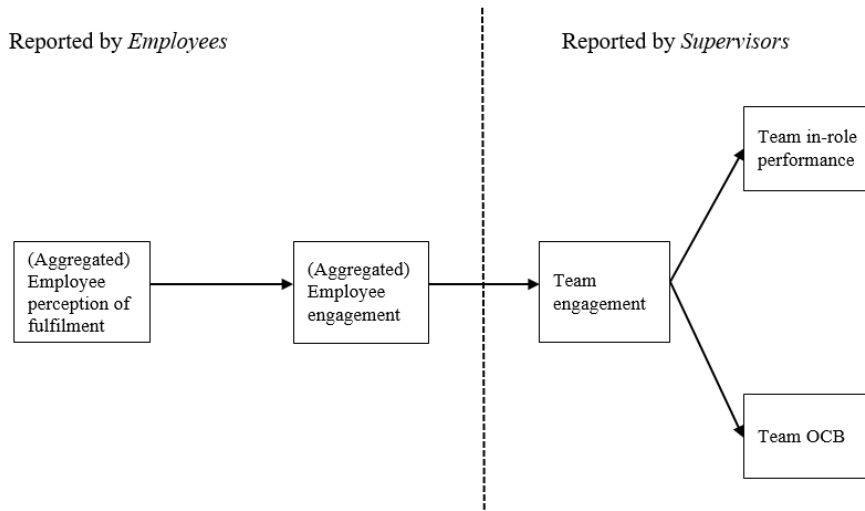 Reported by Employees
Reported by Supervisors
Team in-role
performance
(Aggregated)
Employee
perception of
fulfilment
(Aggregated)
Employee
engagement
Team
engagement
Team OCB